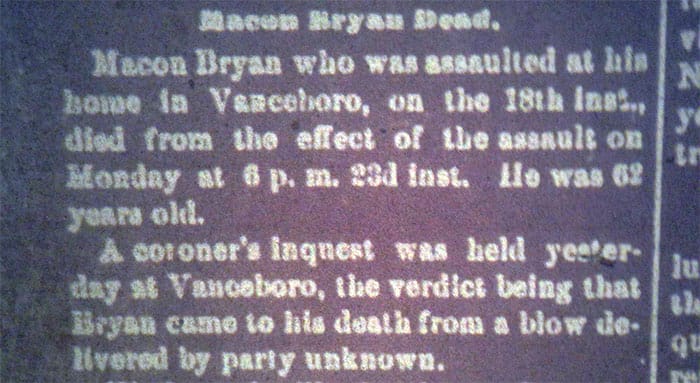 Macon Bryan Dead.
Macon Bryan who was assaulted at his
home in Vanceboro, on the 18th inst.,
died from the effect of the assault on
Monday at 6 p. m. 23d inst. He was 62
years old.
A coroner's inquest was held yester-
day at Vanceboro, the verdict being that
Bryan came to his death from a blow de-
livered by party unknown.